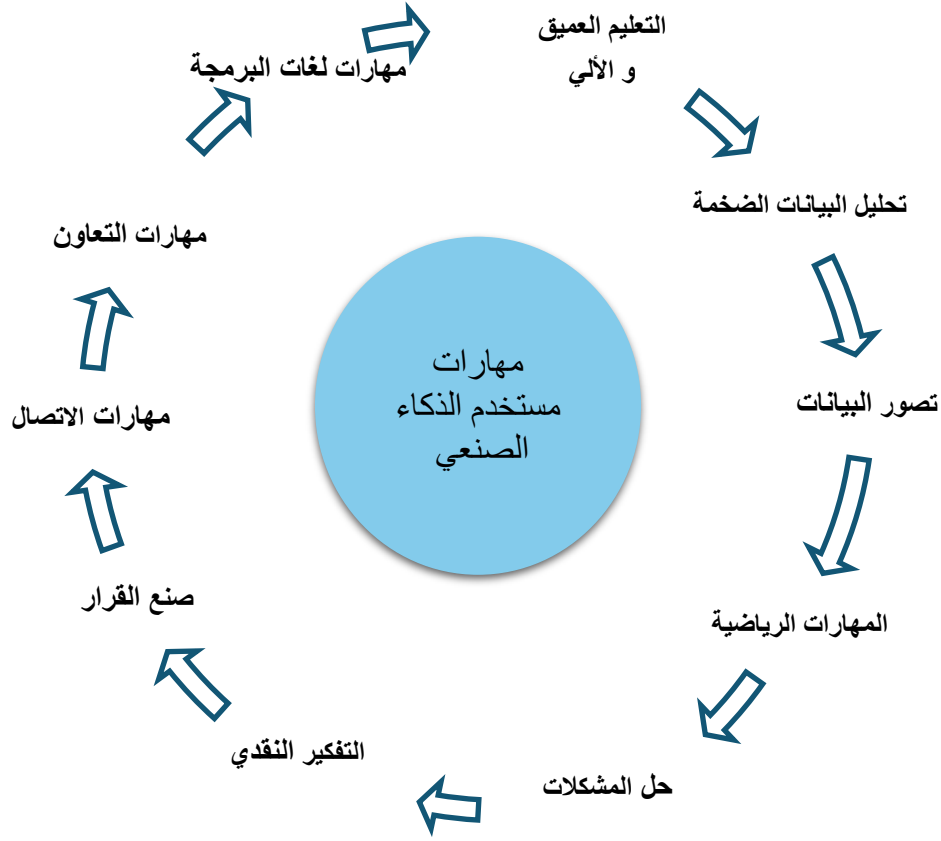 التعليم العميق
و الألي
تحليل البيانات الضخمة
تصور البيانات
المهارات الرياضية
حل المشكلات
التفكير النقدي
صنع القرار
مهارات الاتصال
مهارات التعاون
مهارات لغات البرمجة
مهارات
مستخدم الذكاء
الصنعي